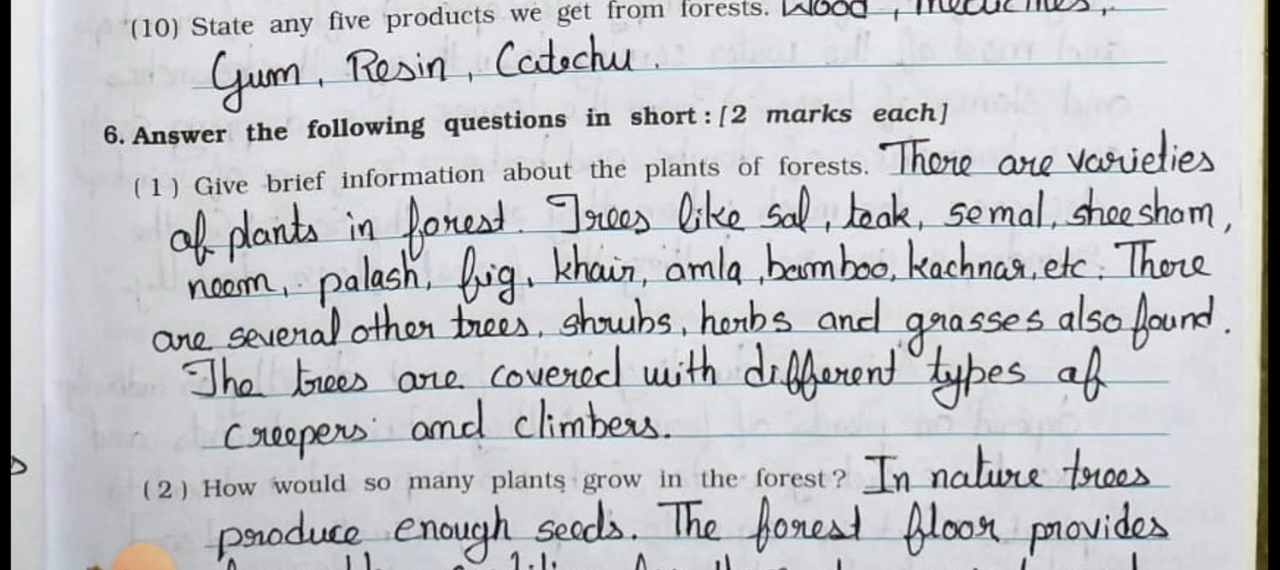 (10) State any five products we get from forests. Wood, Medicines,
Gum, Resin, Catechu.
6. Answer the following questions in short : [2 marks each]
(1) Give brief information about the plants of forests. There are varieties
of plants in forest. Trees like sal, teak, semal, sheesham,
neem, palash, fig, khair, amla, bamboo, kachnar, etc. There
are several other trees, shrubs, herbs and grasses also found.
The trees are covered with different types of
creepers and climbers.
(2) How would so many plants grow in the forest? In nature trees
produce enough seeds. The forest floor provides